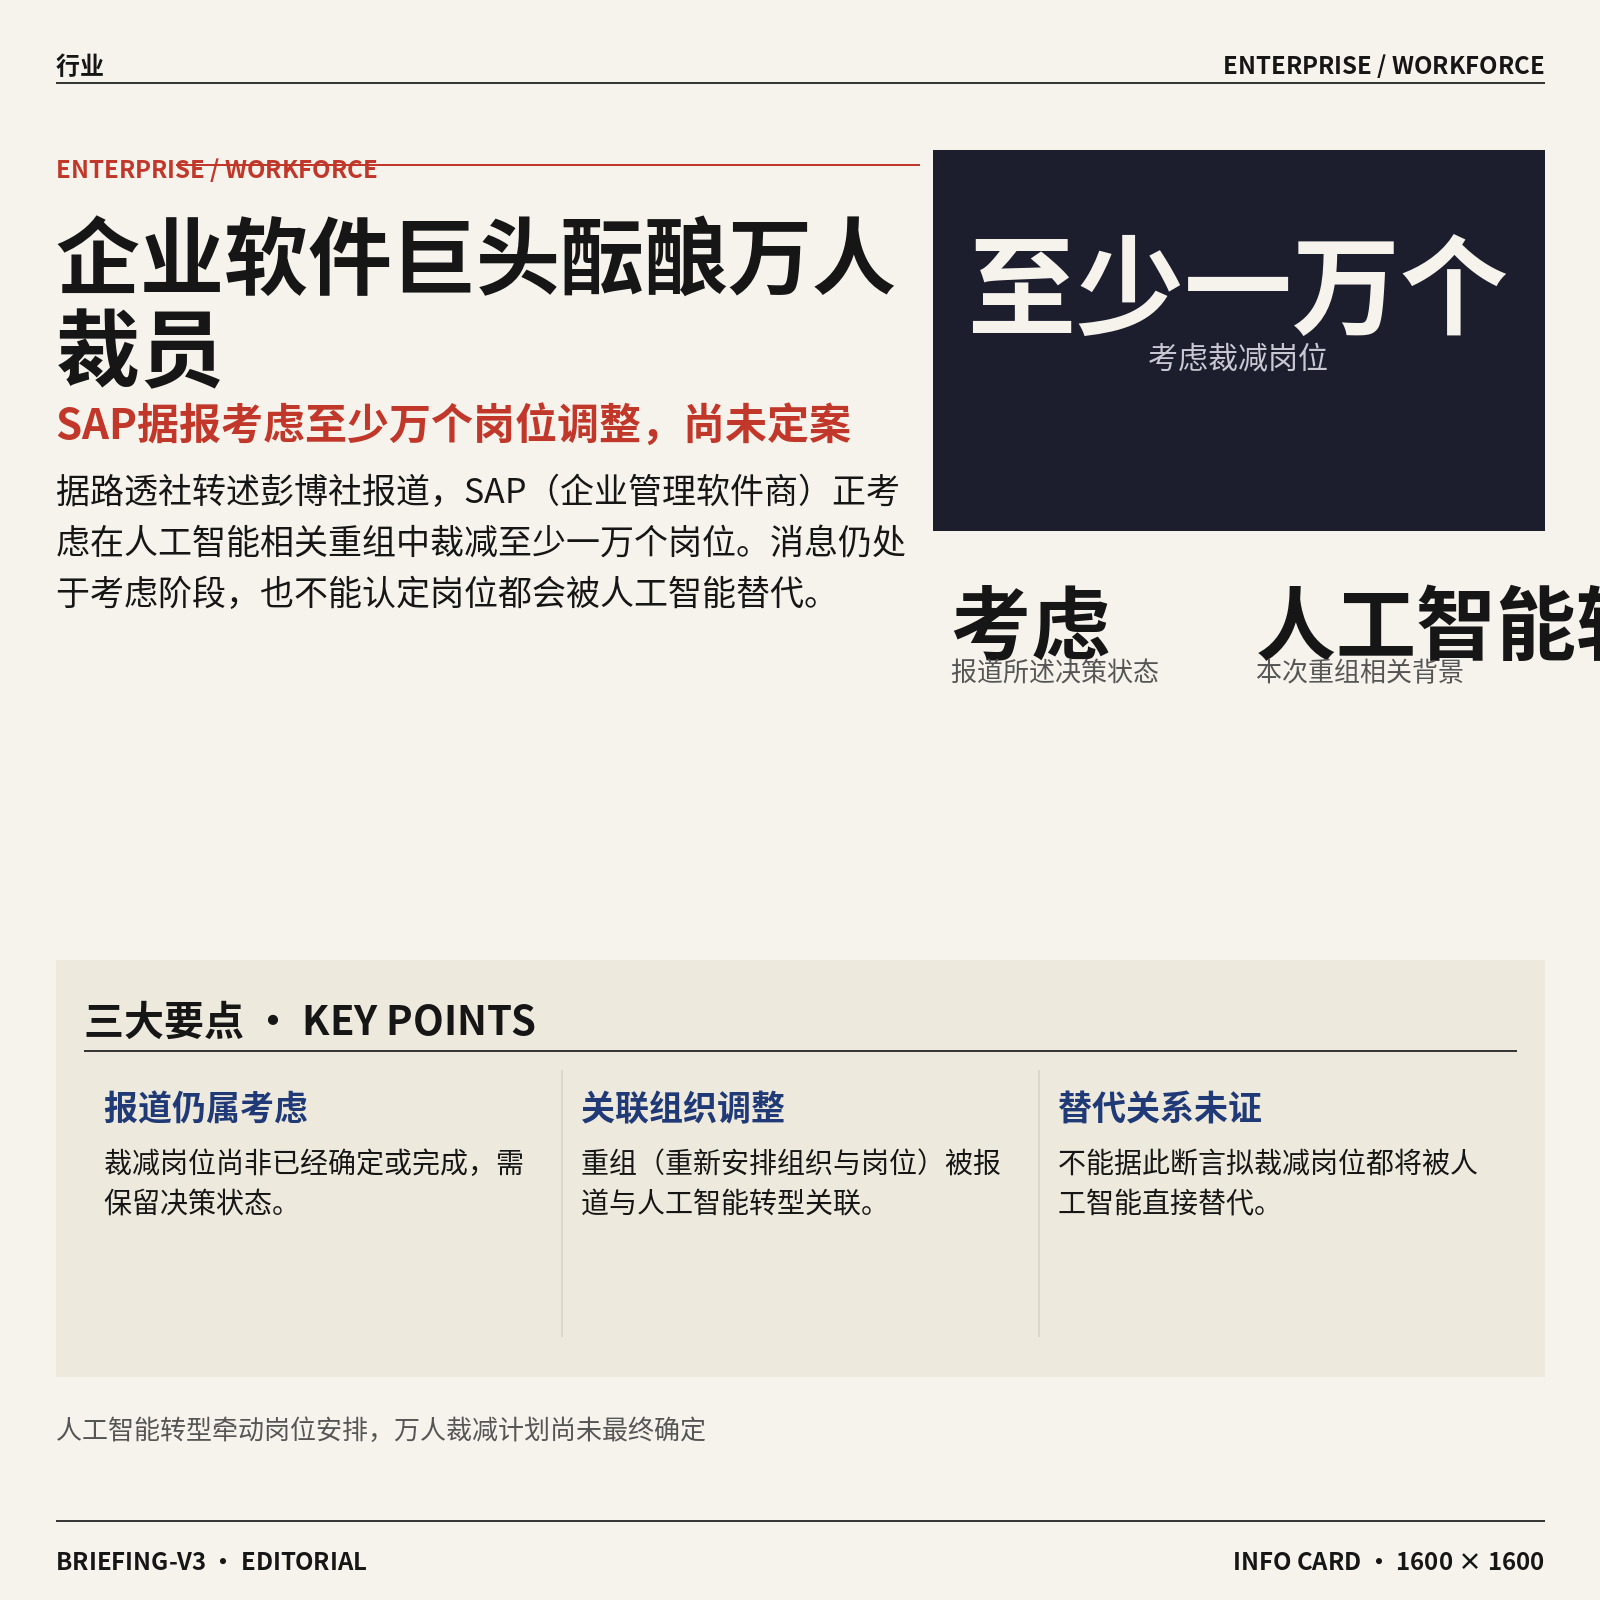 行业
ENTERPRISE / WORKFORCE
ENTERPRISE / WORKFORCE
企业软件巨头酝酿万人
裁员
SAP据报考虑至少万个岗位调整，尚未定案
据路透社转述彭博社报道，SAP（企业管理软件商）正考
虑在人工智能相关重组中裁减至少一万个岗位。消息仍处
于考虑阶段，也不能认定岗位都会被人工智能替代。
至少一万个
考虑裁减岗位
考虑
报道所述决策状态
人工智能
本次重组相关背景
三大要点 • KEY POINTS
报道仍属考虑
裁减岗位尚非已经确定或完成，需
保留决策状态。
关联组织调整
重组（重新安排组织与岗位）被报
道与人工智能转型关联。
替代关系未证
不能据此断言拟裁减岗位都将被人
工智能直接替代。
人工智能转型牵动岗位安排，万人裁减计划尚未最终确定
BRIEFING-V3 • EDITORIAL
INFO CARD • 1600 × 1600